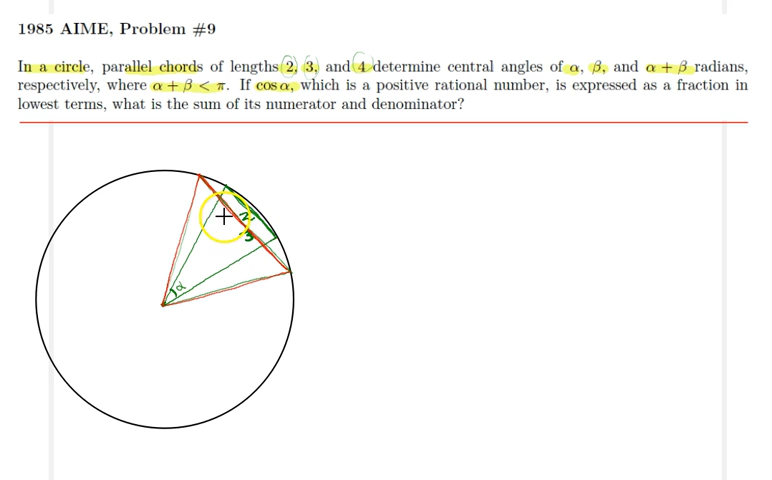 1985 AIME, Problem #9
In a circle, parallel chords of lengths 2, 3, and 4 determine central angles of α, β, and α + β radians,
respectively, where α + β < π. If cos α, which is a positive rational number, is expressed as a fraction in
lowest terms, what is the sum of its numerator and denominator?
2
3
α